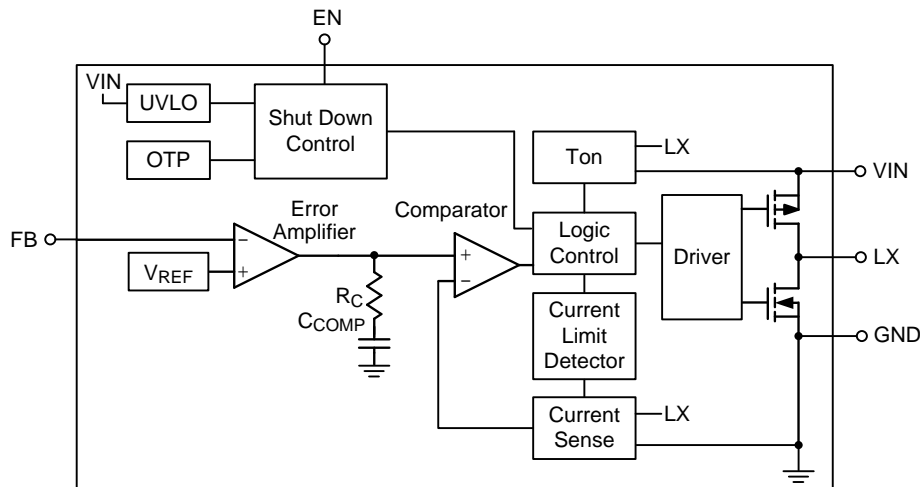 EN
VIN
UVLO
OTP
Shut Down
Control
Ton
LX
VIN
Error
Amplifier
Comparator
FB
−
+
VREF
+
−
Logic
Control
Driver
LX
RC
CCOMP
Current
Limit
Detector
GND
Current
Sense
LX